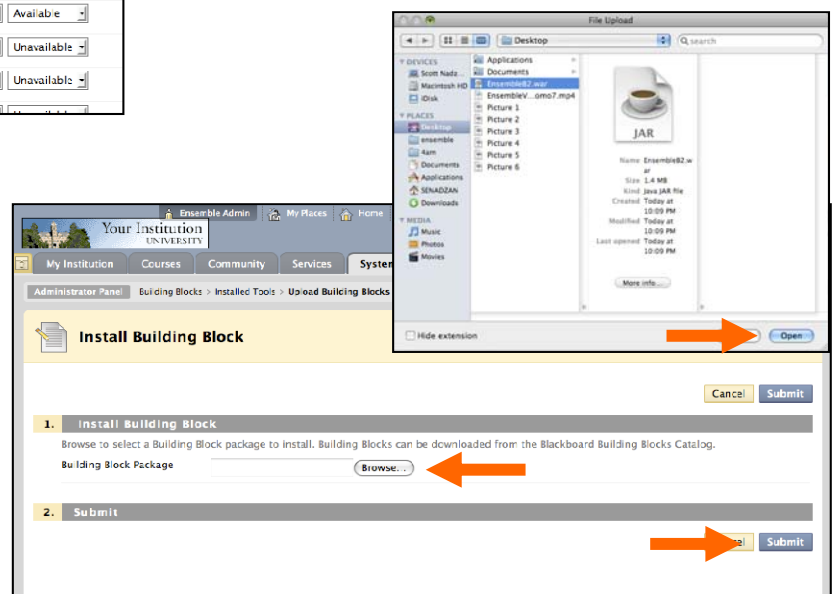 Available
Unavailable
Unavailable
File Upload
Desktop
search
DEVICES
Scott Nadz...
Macintosh HD
iDisk
PLACES
Desktop
ensemble
4am
Documents
Applications
SENADZAN
Downloads
MEDIA
Music
Photos
Movies
Applications
Documents
EnsembleB2.war
EnsembleV...omo7.mp4
Picture 1
Picture 2
Picture 3
Picture 4
Picture 5
Picture 6
JAR
Name EnsembleB2.w
ar
Size 1.4 MB
Kind Java JAR file
Created Today at
10:09 PM
Modified Today at
10:09 PM
Last opened Today at
10:09 PM
More info...
Hide extension
Open
Ensemble Admin My Places Home
Your Institution
UNIVERSITY
My Institution Courses Community Services System
Administrator Panel Building Blocks > Installed Tools > Upload Building Blocks
Install Building Block
Cancel Submit
1. Install Building Block
Browse to select a Building Block package to install. Building Blocks can be downloaded from the Blackboard Building Blocks Catalog.
Building Block Package Browse...
2. Submit
Submit